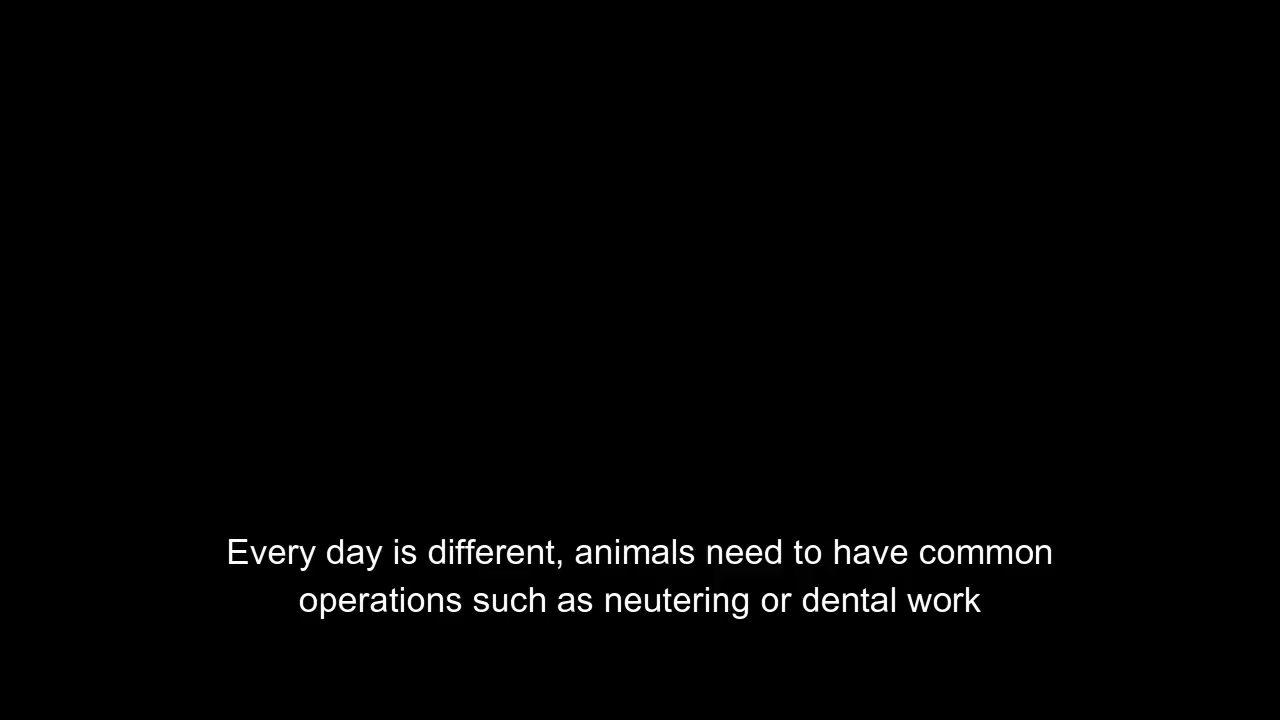 Every day is different, animals need to have common
operations such as neutering or dental work